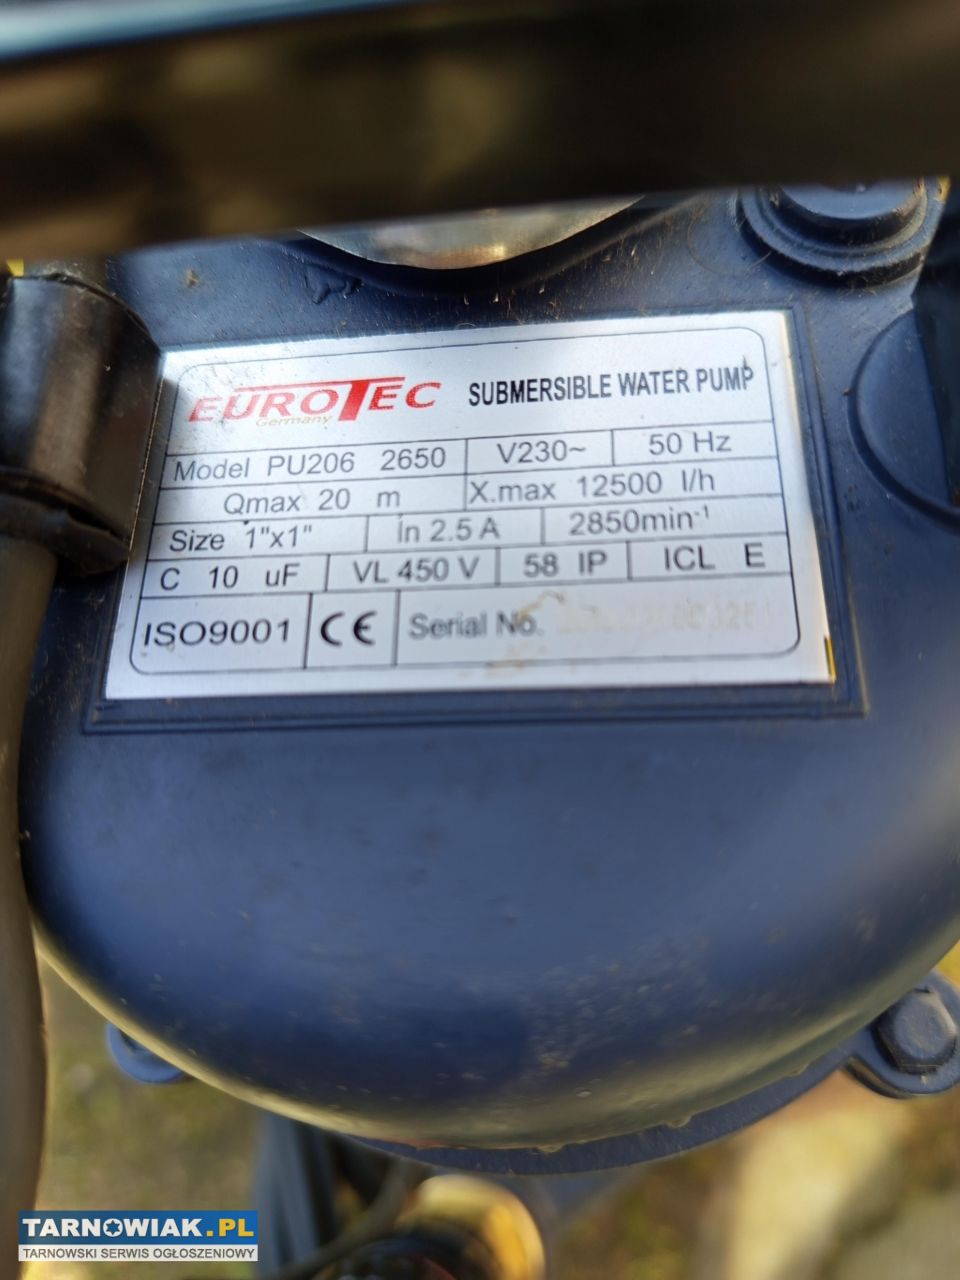 EUROTEC SUBMERSIBLE WATER PUMP
Germany
Model PU206 2650 V230~ 50 Hz
Qmax 20 m X.max 12500 l/h
Size 1"x1" In 2.5 A 2850min-1
C 10 uF VL 450 V 58 IP ICL E
ISO9001 CE Serial No.
TARNOWIAK.PL
TARNOWSKI SERWIS OGŁOSZENIOWY